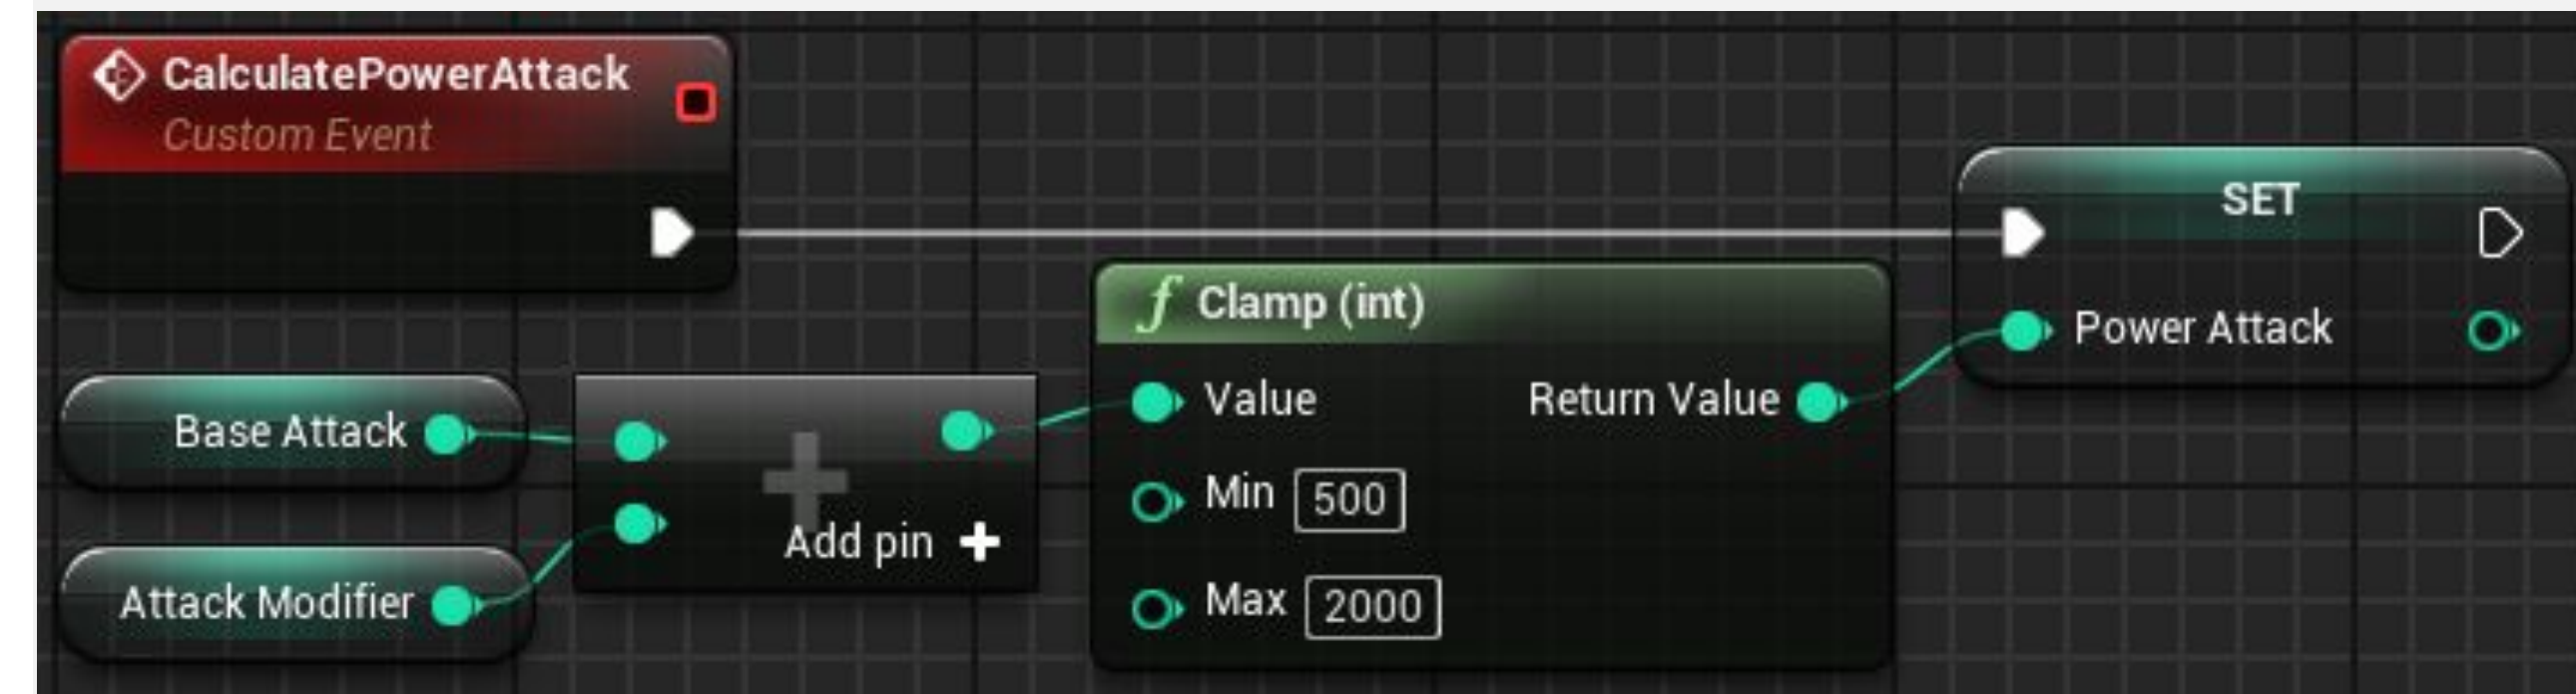 CalculatePowerAttack
Custom Event
SET
Power Attack
Clamp (int)
Value
Return Value
Min 500
Max 2000
Base Attack
Add pin
Attack Modifier